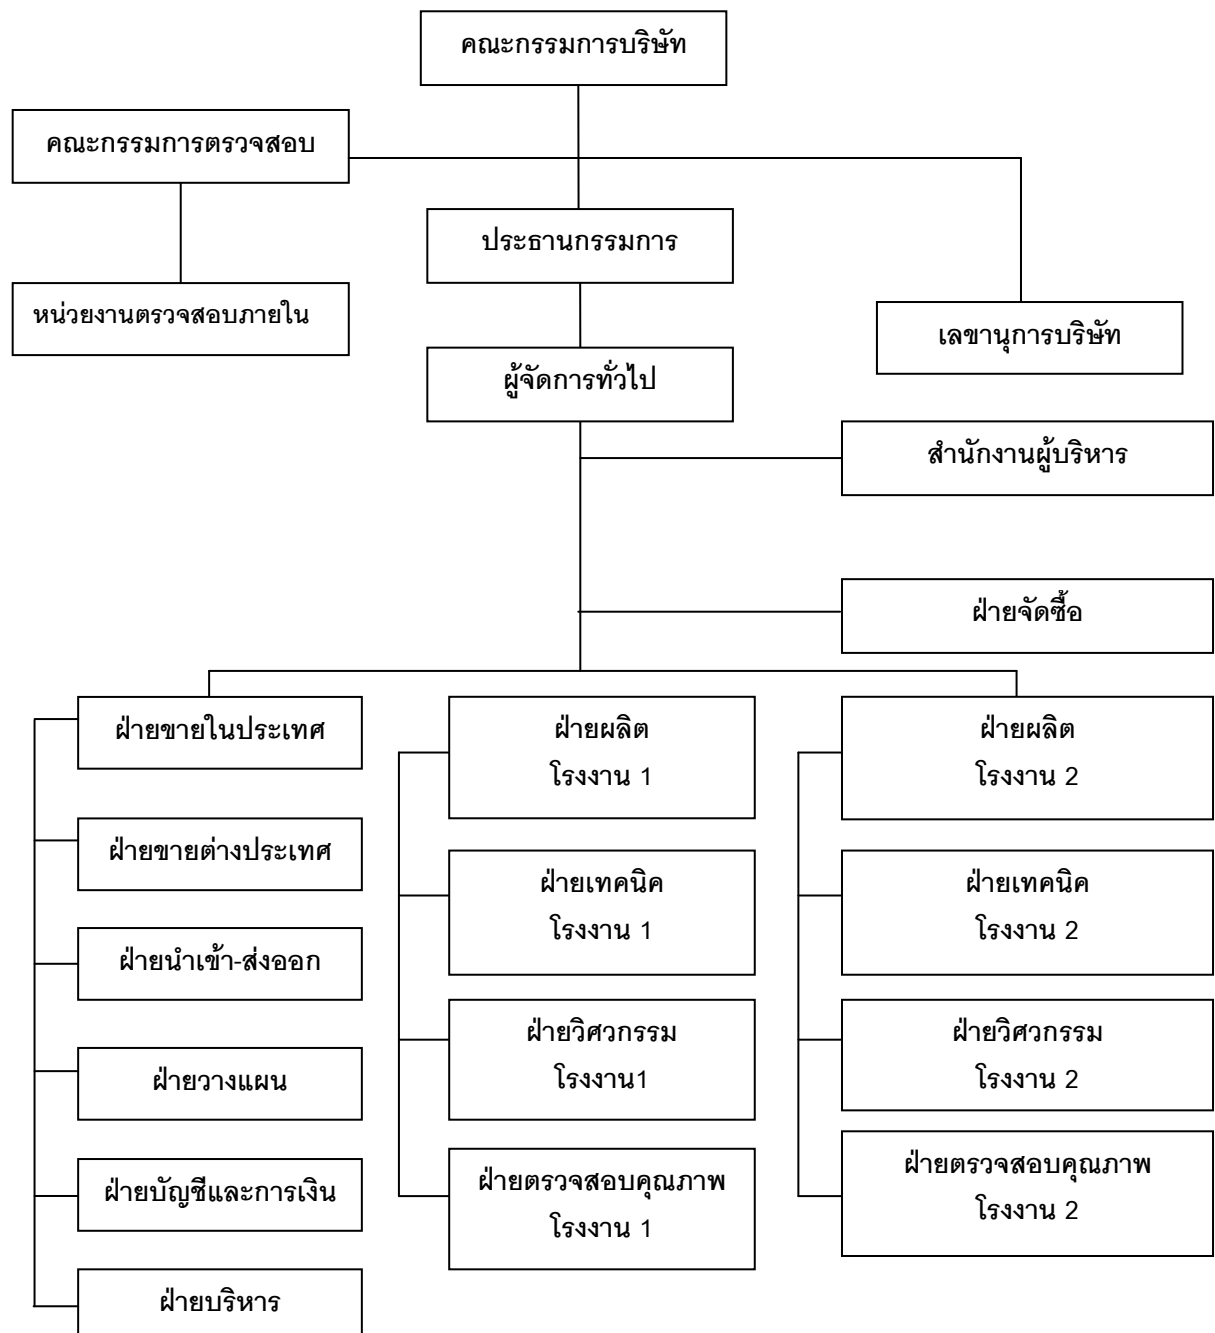 คณะกรรมการบริษัท
คณะกรรมการตรวจสอบ
ประธานกรรมการ
หน่วยงานตรวจสอบภายใน
เลขานุการบริษัท
ผู้จัดการทั่วไป
สำนักงานผู้บริหาร
ฝ่ายจัดซื้อ
ฝ่ายขายในประเทศ
ฝ่ายขายต่างประเทศ
ฝ่ายนำเข้า-ส่งออก
ฝ่ายวางแผน
ฝ่ายบัญชีและการเงิน
ฝ่ายบริหาร
ฝ่ายผลิต
โรงงาน 1
ฝ่ายเทคนิค
โรงงาน 1
ฝ่ายวิศวกรรม
โรงงาน1
ฝ่ายตรวจสอบคุณภาพ
โรงงาน 1
ฝ่ายผลิต
โรงงาน 2
ฝ่ายเทคนิค
โรงงาน 2
ฝ่ายวิศวกรรม
โรงงาน 2
ฝ่ายตรวจสอบคุณภาพ
โรงงาน 2